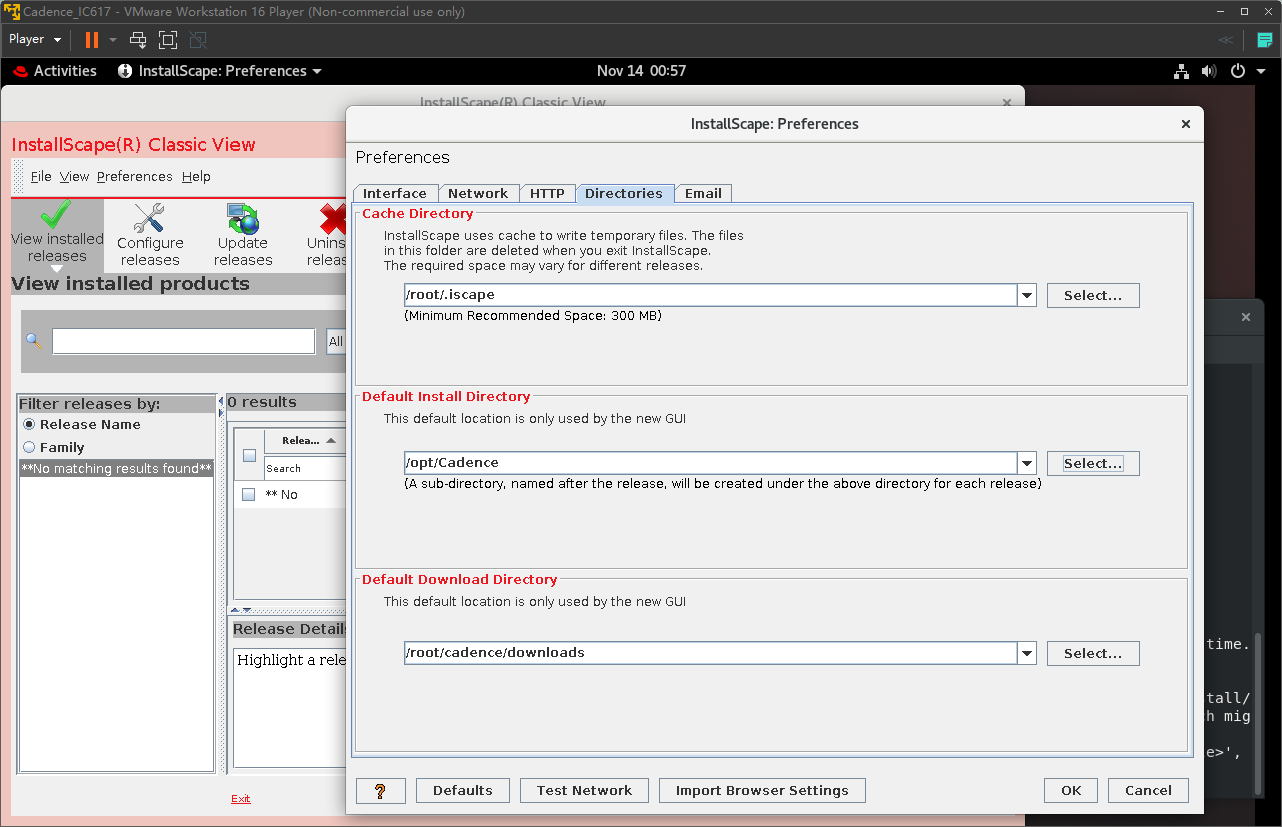 Cadence_IC617 - VMware Workstation 16 Player (Non-commercial use only)
Player
Activities
InstallScape: Preferences
Nov 14 00:57
InstallScape(R) Classic View
InstallScape(R) Classic View
File View Preferences Help
View installed
releases
Configure
releases
Update
releases
View installed products
All
Filter releases by:
Release Name
Family
**No matching results found**
0 results
Relea...
Search
** No
Release Details
Highlight a rele
Exit
InstallScape: Preferences
Preferences
Interface
Network
HTTP
Directories
Email
Cache Directory
InstallScape uses cache to write temporary files. The files
in this folder are deleted when you exit InstallScape.
The required space may vary for different releases.
/root/.iscape
Select...
(Minimum Recommended Space: 300 MB)
Default Install Directory
This default location is only used by the new GUI
/opt/Cadence
Select...
(A sub-directory, named after the release, will be created under the above directory for each release)
Default Download Directory
This default location is only used by the new GUI
/root/cadence/downloads
Select...
?
Defaults
Test Network
Import Browser Settings
OK
Cancel
time.
tall/
h mig
e>',